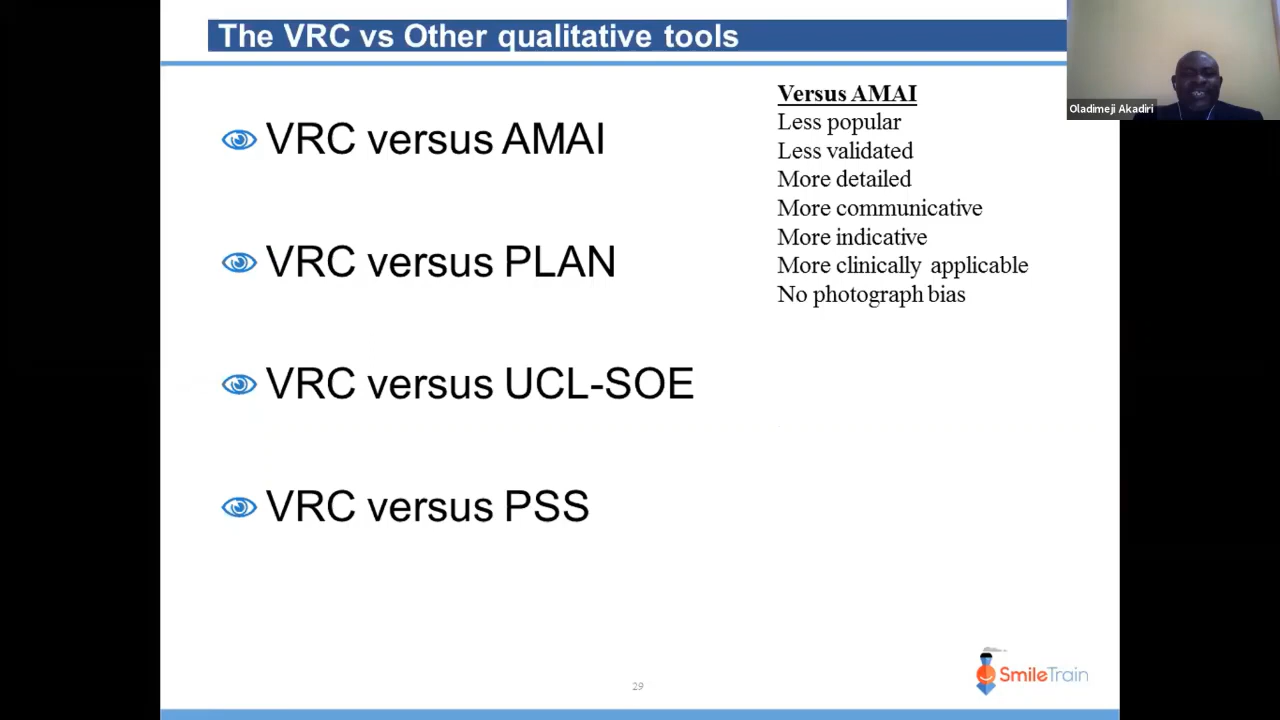 The VRC vs Other qualitative tools
Oladimeji Akadiri
VRC versus AMAI
VRC versus PLAN
VRC versus UCL-SOE
VRC versus PSS
Versus AMAI
Less popular
Less validated
More detailed
More communicative
More indicative
More clinically applicable
No photograph bias
29
SmileTrain